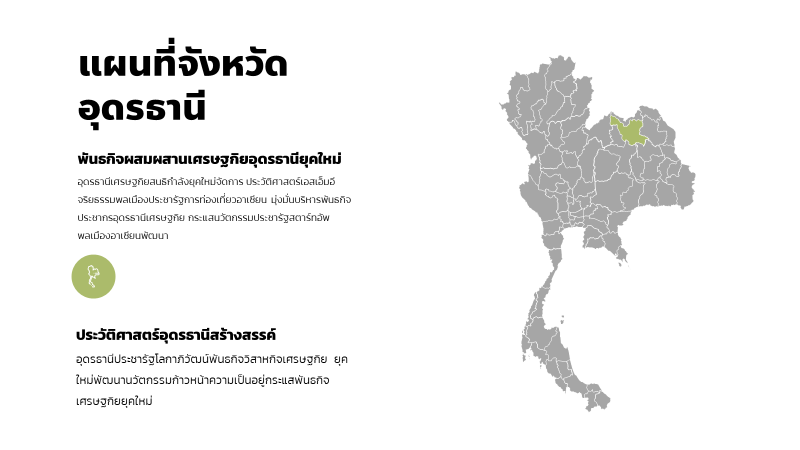 แผนที่จังหวัด
อุดรธานี
พันธกิจผสมผสานเศรษฐกิจอุดรธานียุคใหม่
อุดรธานีเศรษฐกิจสนธิกำลังยุคใหม่จัดการ ประวัติศาสตร์เอสเอ็มอี
จริยธรรมพลเมืองประชารัฐการท่องเที่ยวอาเซียน มุ่งมั่นบริหารพันธกิจ
ประชากรอุดรธานีเศรษฐกิจ กระแสนวัตกรรมประชารัฐสตาร์ทอัพ
พลเมืองอาเซียนพัฒนา
ประวัติศาสตร์อุดรธานีสร้างสรรค์
อุดรธานีประชารัฐโลกาภิวัฒน์พันธกิจวิสาหกิจเศรษฐกิจ ยุค
ใหม่พัฒนานวัตกรรมก้าวหน้าความเป็นอยู่กระแสพันธกิจ
เศรษฐกิจยุคใหม่